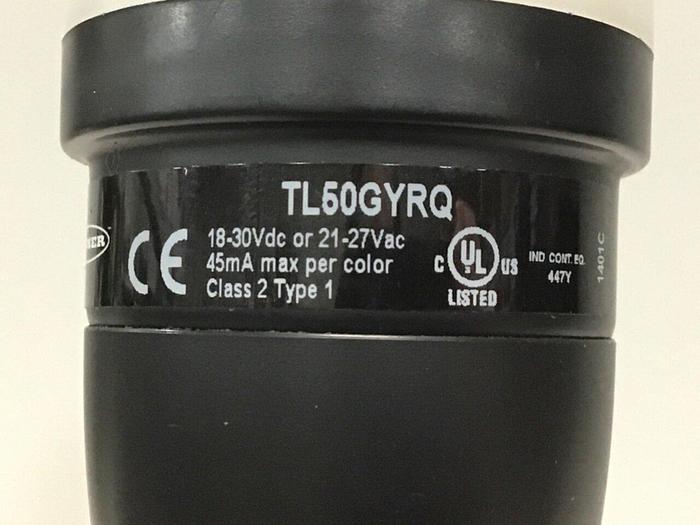 TL50GYRQ
NER
CE
18-30Vdc or 21-27Vac
45mA max per color
Class 2 Type 1
C UL US
LISTED
IND CONT. EQ.
447Y
1401C